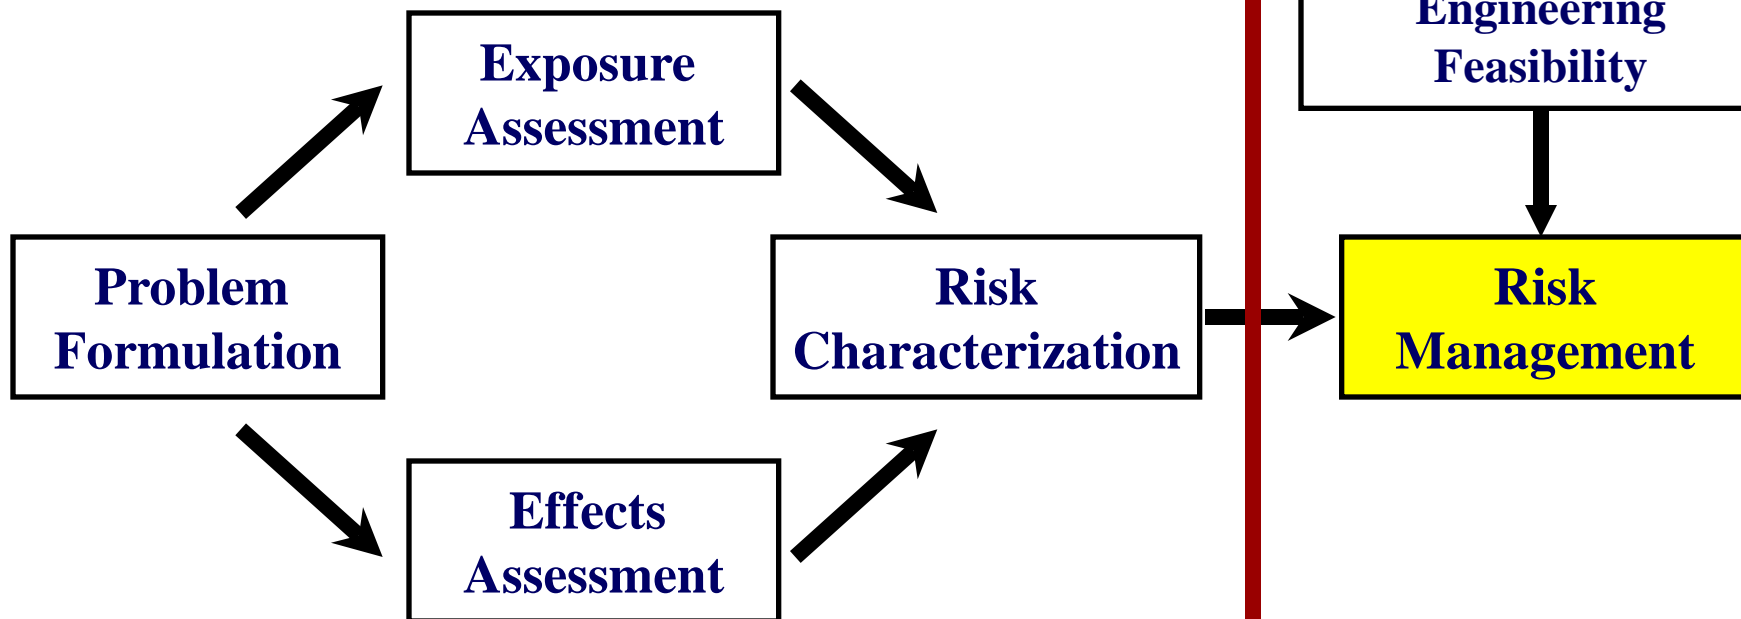 Exposure
Assessment
Engineering
Feasibility
Problem
Formulation
Risk
Characterization
Risk
Management
Effects
Assessment